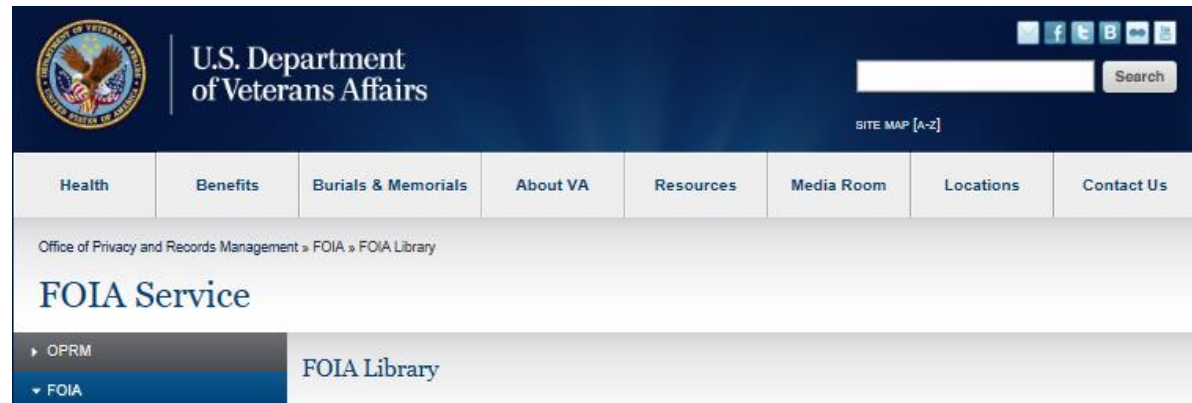 U.S. Department
of Veterans Affairs
Search
SITE MAP [A-Z]
Health Benefits Burials & Memorials About VA Resources Media Room Locations Contact Us
Office of Privacy and Records Management » FOIA » FOIA Library
FOIA Service
OPRM
FOIA Library
FOIA